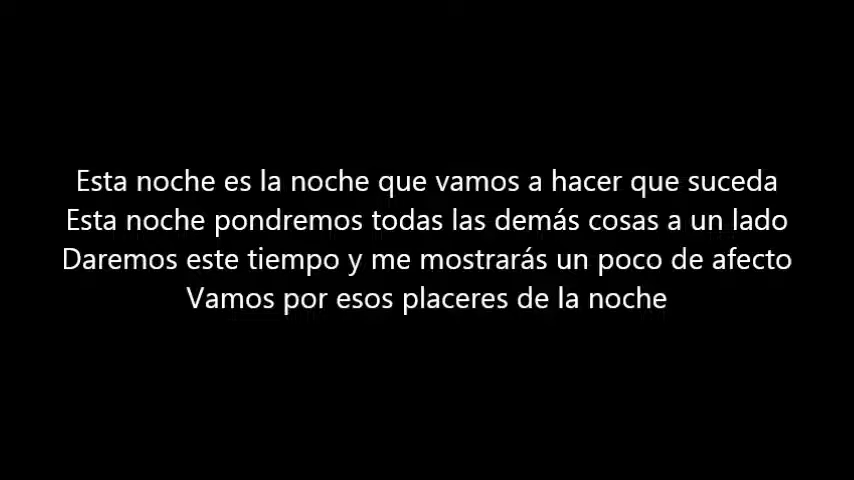 Esta noche es la noche que vamos a hacer que suceda
Esta noche pondremos todas las demás cosas a un lado
Daremos este tiempo y me mostrarás un poco de afecto
Vamos por esos placeres de la noche